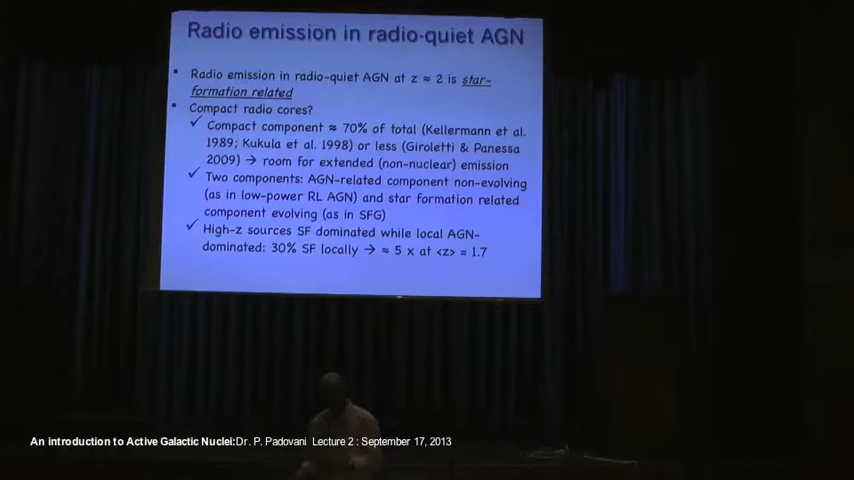 Radio emission in radio-quiet AGN
• Radio emission in radio-quiet AGN at z ≈ 2 is star-
formation related
• Compact radio cores?
✓ Compact component ≈ 70% of total (Kellermann et al.
1989; Kukula et al. 1998) or less (Giroletti & Panessa
2009) → room for extended (non-nuclear) emission
✓ Two components: AGN-related component non-evolving
(as in low-power RL AGN) and star formation related
component evolving (as in SFG)
✓ High-z sources SF dominated while local AGN-
dominated: 30% SF locally → ≈ 5 x at <z> = 1.7
An introduction to Active Galactic Nuclei:Dr. P. Padovani Lecture 2 : September 17, 2013